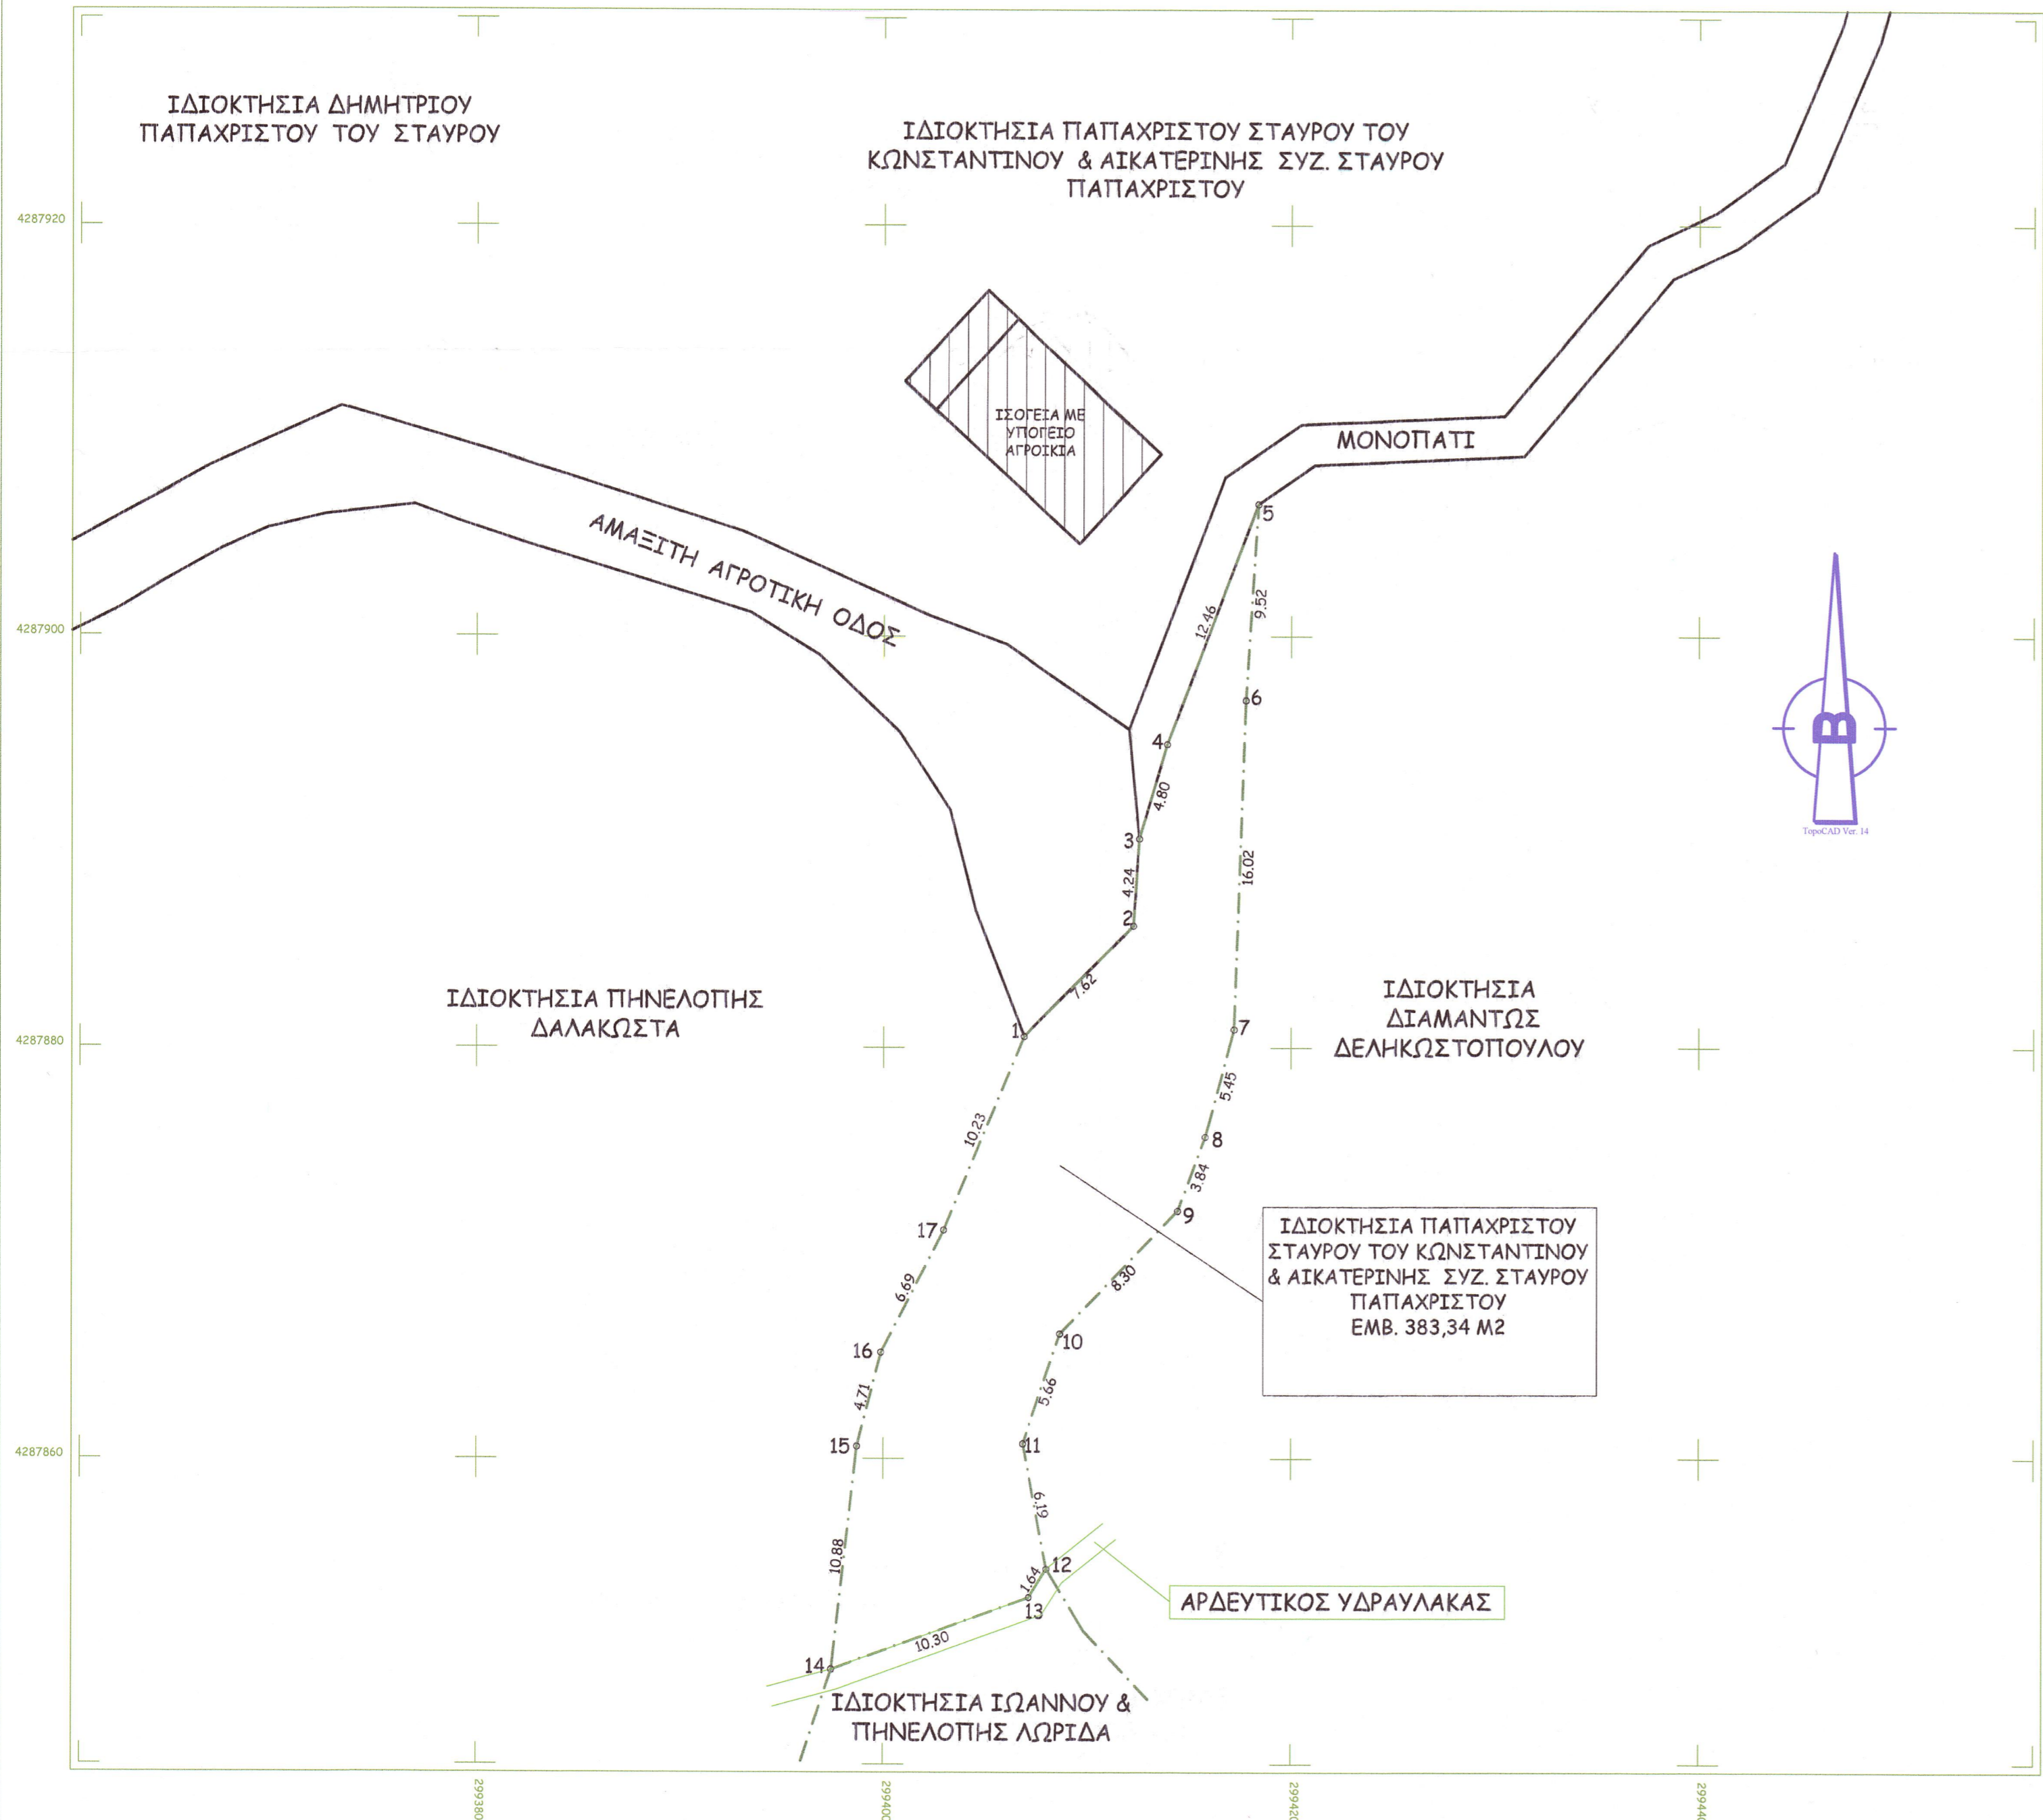 ΙΔΙΟΚΤΗΣΙΑ ΔΗΜΗΤΡΙΟΥ
ΠΑΠΑΧΡΙΣΤΟΥ ΤΟΥ ΣΤΑΥΡΟΥ
ΙΔΙΟΚΤΗΣΙΑ ΠΑΠΑΧΡΙΣΤΟΥ ΣΤΑΥΡΟΥ ΤΟΥ
ΚΩΝΣΤΑΝΤΙΝΟΥ & ΑΙΚΑΤΕΡΙΝΗΣ ΣΥΖ. ΣΤΑΥΡΟΥ
ΠΑΠΑΧΡΙΣΤΟΥ
4287920
ΙΣΟΓΕΙΑ ΜΕ
ΥΠΟΓΕΙΟ
ΑΓΡΟΙΚΙΑ
ΜΟΝΟΠΑΤΙ
ΑΜΑΞΙΤΗ ΑΓΡΟΤΙΚΗ ΟΔΟΣ
5
9.52
12.46
4287900
6
4
Β
TopoCAD Ver. 14
4.80
3
16.02
4.24
2
7.62
ΙΔΙΟΚΤΗΣΙΑ ΠΗΝΕΛΟΠΗΣ
ΔΑΛΑΚΩΣΤΑ
ΙΔΙΟΚΤΗΣΙΑ
ΔΙΑΜΑΝΤΩΣ
ΔΕΛΗΚΩΣΤΟΠΟΥΛΟΥ
4287880
1
7
5.45
10.23
8
3.84
9
17
ΙΔΙΟΚΤΗΣΙΑ ΠΑΠΑΧΡΙΣΤΟΥ
ΣΤΑΥΡΟΥ ΤΟΥ ΚΩΝΣΤΑΝΤΙΝΟΥ
& ΑΙΚΑΤΕΡΙΝΗΣ ΣΥΖ. ΣΤΑΥΡΟΥ
ΠΑΠΑΧΡΙΣΤΟΥ
ΕΜΒ. 383,34 Μ2
8.30
6.69
10
16
5.66
4.71
15
11
4287860
6.19
10.88
12
1.64
13
ΑΡΔΕΥΤΙΚΟΣ ΥΔΡΑΥΛΑΚΑΣ
10.30
14
ΙΔΙΟΚΤΗΣΙΑ ΙΩΑΝΝΟΥ &
ΠΗΝΕΛΟΠΗΣ ΛΩΡΙΔΑ
299380
299400
299420
299440